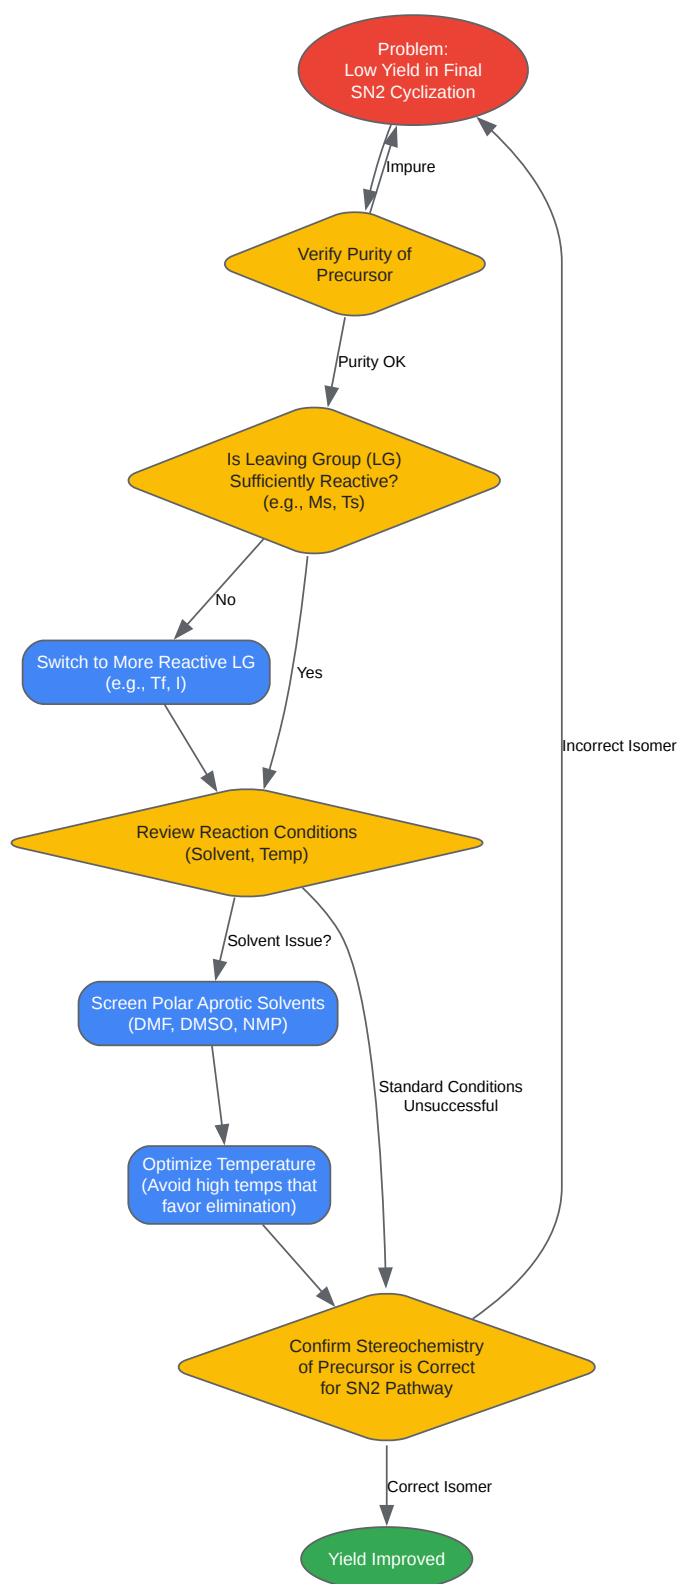 Problem:
Low Yield in Final
SN2 Cyclization
Impure
Verify Purity of
Precursor
Purity OK
Is Leaving Group (LG)
Sufficiently Reactive?
(e.g., Ms, Ts)
No
Switch to More Reactive LG
(e.g., Tf, I)
Yes
Incorrect Isomer
Review Reaction Conditions
(Solvent, Temp)
Solvent Issue?
Screen Polar Aprotic Solvents
(DMF, DMSO, NMP)
Standard Conditions
Unsuccessful
Optimize Temperature
(Avoid high temps that
favor elimination)
Confirm Stereochemistry
of Precursor is Correct
for SN2 Pathway
Correct Isomer
Yield Improved